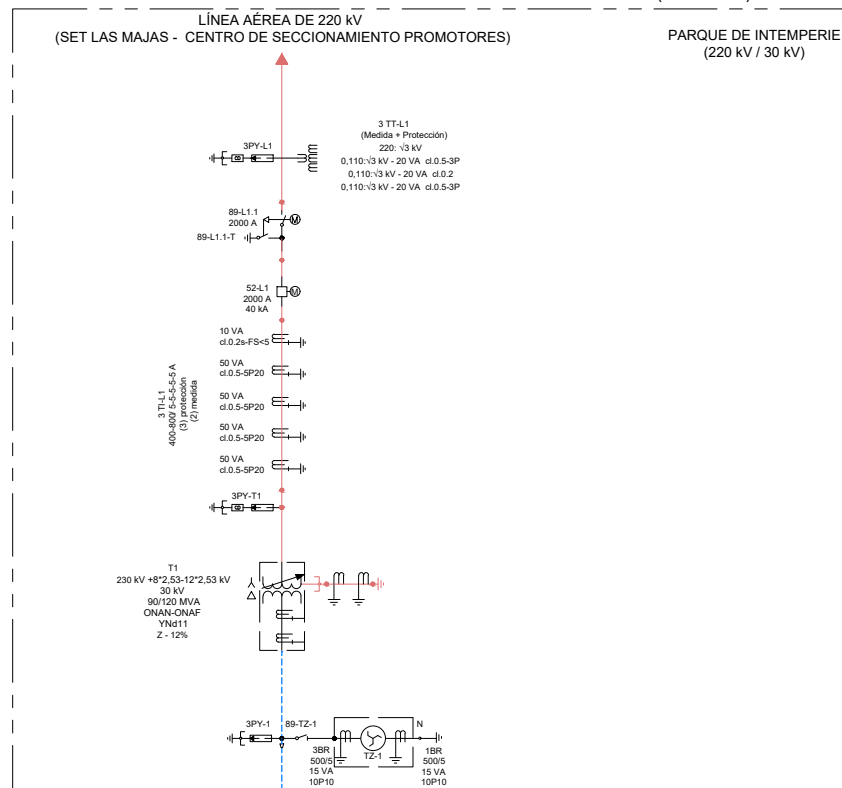 LÍNEA AÉREA DE 220 kV
(SET LAS MAJAS - CENTRO DE SECCIONAMIENTO PROMOTORES)
PARQUE DE INTEMPERIE
(220 kV / 30 kV)
3PY-L1
3 TT-L1
(Medida + Protección)
220: √3 kV
0,110:√3 kV - 20 VA cl.0.5-3P
0,110:√3 kV - 20 VA cl.0.2
0,110:√3 kV - 20 VA cl.0.5-3P
89-L1.1
2000 A
M
89-L1.1-T
52-L1
2000 A
40 kA
M
3 TI-L1
400-800/ 5-5-5-5-5 A
(3) protección
(2) medida
10 VA
cl.0.2s-FS<5
50 VA
cl.0.5-5P20
50 VA
cl.0.5-5P20
50 VA
cl.0.5-5P20
50 VA
cl.0.5-5P20
3PY-T1
T1
230 kV +8*2,53-12*2,53 kV
30 kV
90/120 MVA
ONAN-ONAF
YNd11
Z - 12%
3PY-1
89-TZ-1
N
TZ-1
3BR
500/5
15 VA
10P10
1BR
500/5
15 VA
10P10